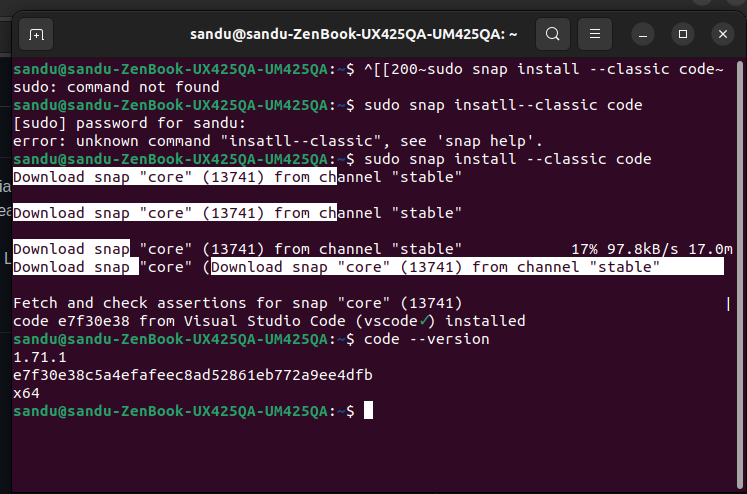 sandu@sandu-ZenBook-UX425QA-UM425QA: ~
sandu@sandu-ZenBook-UX425QA-UM425QA:~$ ^[[200~sudo snap install --classic code~
sudo: command not found
sandu@sandu-ZenBook-UX425QA-UM425QA:~$ sudo snap insatll--classic code
[sudo] password for sandu:
error: unknown command "insatll--classic", see 'snap help'.
sandu@sandu-ZenBook-UX425QA-UM425QA:~$ sudo snap install --classic code
Download snap "core" (13741) from channel "stable"
Download snap "core" (13741) from channel "stable"
Download snap "core" (13741) from channel "stable" 17% 97.8kB/s 17.0m
Download snap "core" (Download snap "core" (13741) from channel "stable"
Fetch and check assertions for snap "core" (13741) |
code e7f30e38 from Visual Studio Code (vscode✓) installed
sandu@sandu-ZenBook-UX425QA-UM425QA:~$ code --version
1.71.1
e7f30e38c5a4efafeec8ad52861eb772a9ee4dfb
x64
sandu@sandu-ZenBook-UX425QA-UM425QA:~$